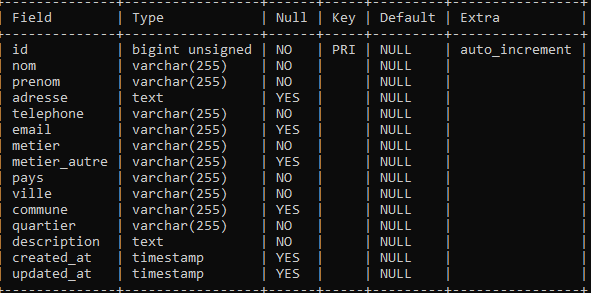 +--------------+-----------------+------+-----+---------+----------------+
| Field        | Type            | Null | Key | Default | Extra          |
+--------------+-----------------+------+-----+---------+----------------+
| id           | bigint unsigned | NO   | PRI | NULL    | auto_increment |
| nom          | varchar(255)    | NO   |     | NULL    |                |
| prenom       | varchar(255)    | NO   |     | NULL    |                |
| adresse      | text            | YES  |     | NULL    |                |
| telephone    | varchar(255)    | NO   |     | NULL    |                |
| email        | varchar(255)    | YES  |     | NULL    |                |
| metier       | varchar(255)    | NO   |     | NULL    |                |
| metier_autre | varchar(255)    | YES  |     | NULL    |                |
| pays         | varchar(255)    | NO   |     | NULL    |                |
| ville        | varchar(255)    | NO   |     | NULL    |                |
| commune      | varchar(255)    | YES  |     | NULL    |                |
| quartier     | varchar(255)    | NO   |     | NULL    |                |
| description  | text            | NO   |     | NULL    |                |
| created_at   | timestamp       | YES  |     | NULL    |                |
| updated_at   | timestamp       | YES  |     | NULL    |                |
+--------------+-----------------+------+-----+---------+----------------+